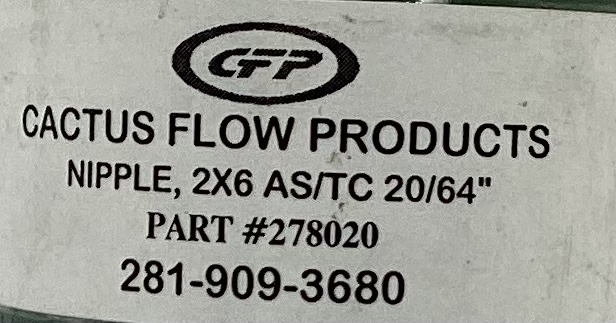 CFP
CACTUS FLOW PRODUCTS
NIPPLE, 2X6 AS/TC 20/64"
PART #278020
281-909-3680